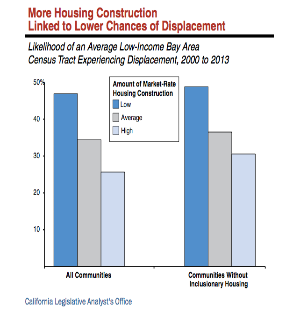 More Housing Construction
Linked to Lower Chances of Displacement
Likelihood of an Average Low-Income Bay Area
Census Tract Experiencing Displacement, 2000 to 2013
50%
40
30
20
10
Amount of Market-Rate
Housing Construction
Low
Average
High
All Communities
Communities Without
Inclusionary Housing
California Legislative Analyst's Office